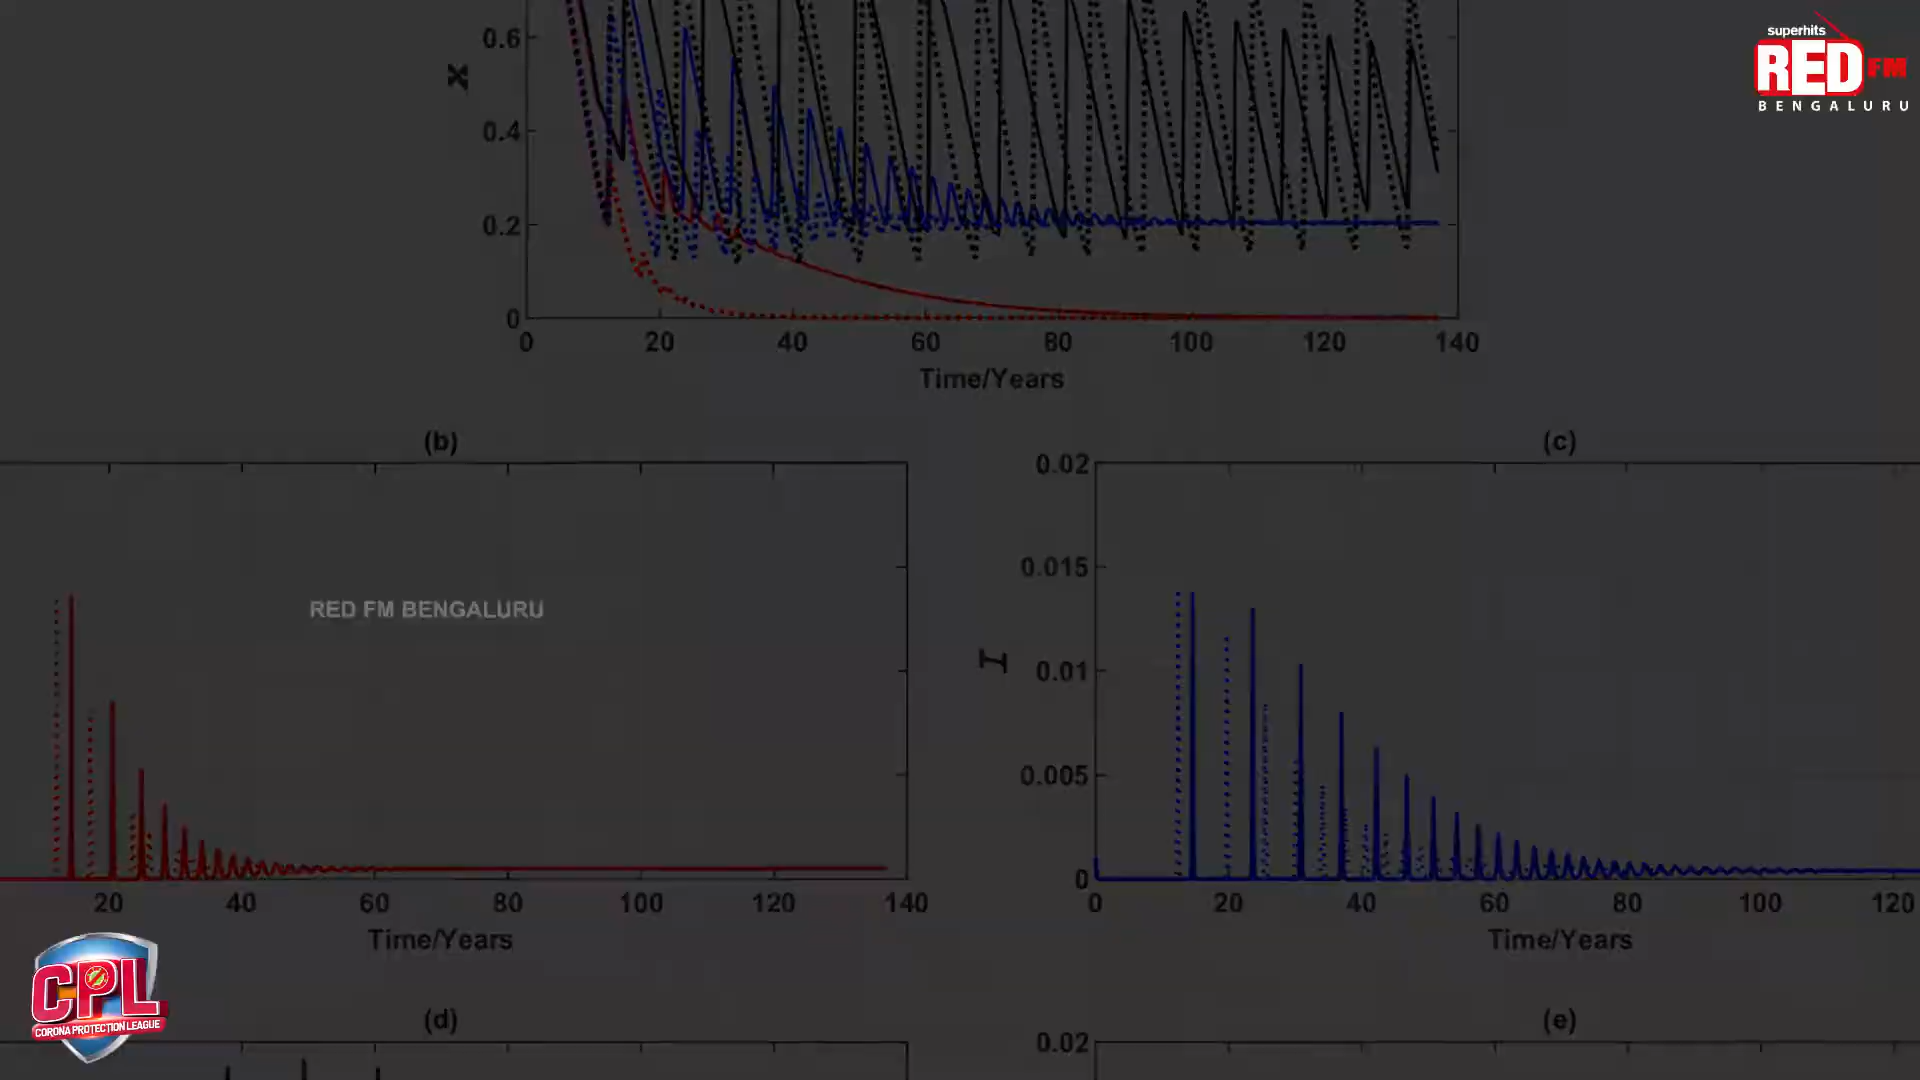 superhits
RED FM
BENGALURU
0.6
x
0.4
0.2
0
0 20 40 60 80 100 120 140
Time/Years
(b)
(c)
0.02
0.015
RED FM BENGALURU
I
0.01
0.005
0
20 40 60 80 100 120 140
0 20 40 60 80 100 120
Time/Years
Time/Years
CPL
CORONA PROTECTION LEAGUE
(d)
(e)
0.02